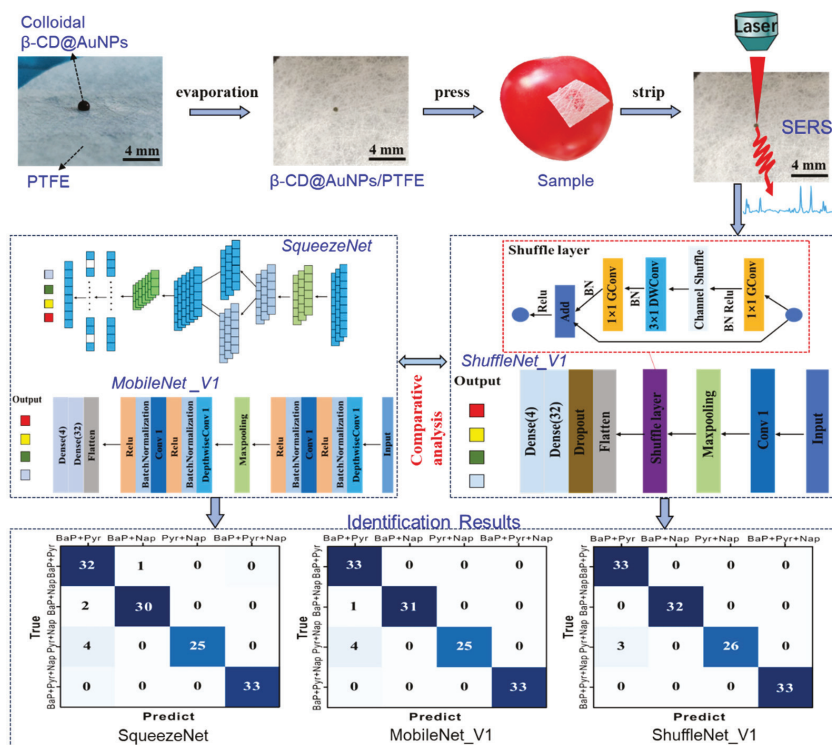 Colloidal
β-CD@AuNPs
evaporation
press
strip
Laser
SERS
4 mm
4 mm
4 mm
PTFE
β-CD@AuNPs/PTFE
Sample
SqueezeNet
Shuffle layer
Relu
Add
BN
1×1 GConv
BN
3×1 DWConv
Channel Shuffle
BN Relu
1×1 GConv
ShuffleNet_V1
MobileNet_V1
Comparative
analysis
Output
Dense(4)
Dense(32)
Flatten
Relu
BatchNormalization
Conv 1
Relu
BatchNormalization
DepthwiseConv 1
Maxpooling
Relu
BatchNormalization
Conv 1
Relu
BatchNormalization
DepthwiseConv 1
Input
Output
Dense(4)
Dense(32)
Dropout
Flatten
Shuffle layer
Maxpooling
Conv 1
Input
Identification Results
BaP+Pyr BaP+Nap Pyr+Nap BaP+Pyr+Nap
True
BaP+Pyr 32 1 0 0
BaP+Nap 2 30 0 0
Pyr+Nap 4 0 25 0
BaP+Pyr+Nap 0 0 0 33
Predict
SqueezeNet
BaP+Pyr BaP+Nap Pyr+Nap BaP+Pyr+Nap
True
BaP+Pyr 33 0 0 0
BaP+Nap 1 31 0 0
Pyr+Nap 4 0 25 0
BaP+Pyr+Nap 0 0 0 33
Predict
MobileNet_V1
BaP+Pyr BaP+Nap Pyr+Nap BaP+Pyr+Nap
True
BaP+Pyr 33 0 0 0
BaP+Nap 0 32 0 0
Pyr+Nap 3 0 26 0
BaP+Pyr+Nap 0 0 0 33
Predict
ShuffleNet_V1